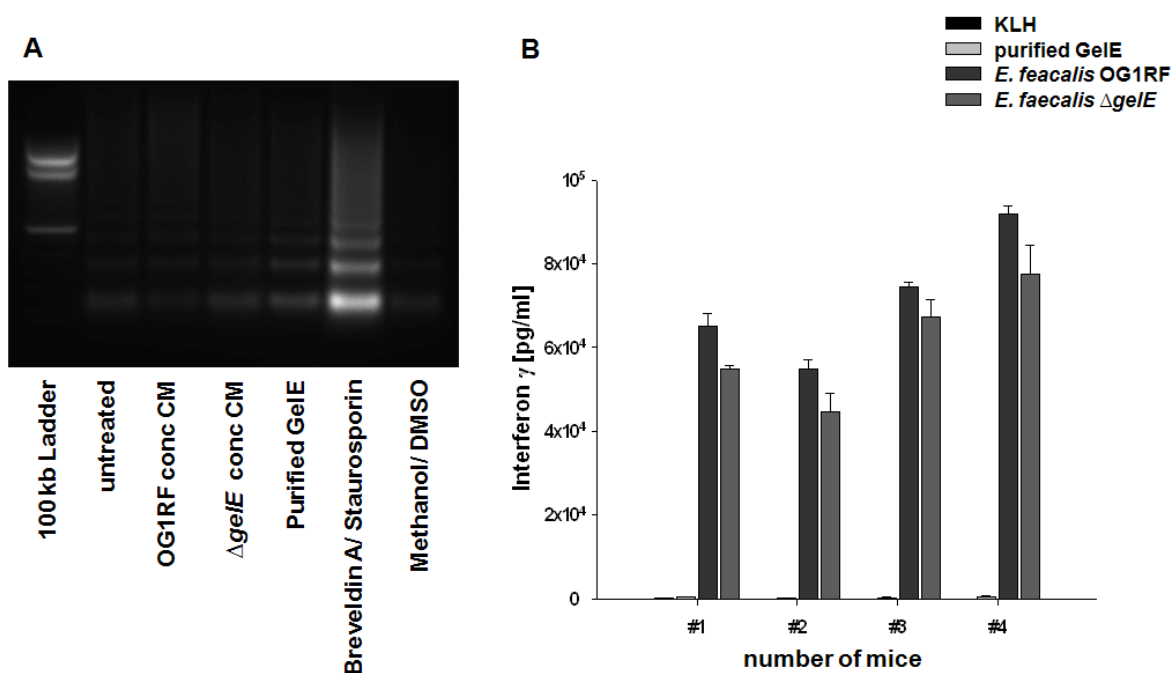 A
100 kb Ladder
untreated
OG1RF conc CM
ΔgelE conc CM
Purified GelE
Breveldin A/ Staurosporin
Methanol/ DMSO
B
KLH
purified GelE
E. feacalis OG1RF
E. faecalis ΔgelE
Interferon γ [pg/ml]
10⁵
8x10⁴
6x10⁴
4x10⁴
2x10⁴
0
#1 #2 #3 #4
number of mice